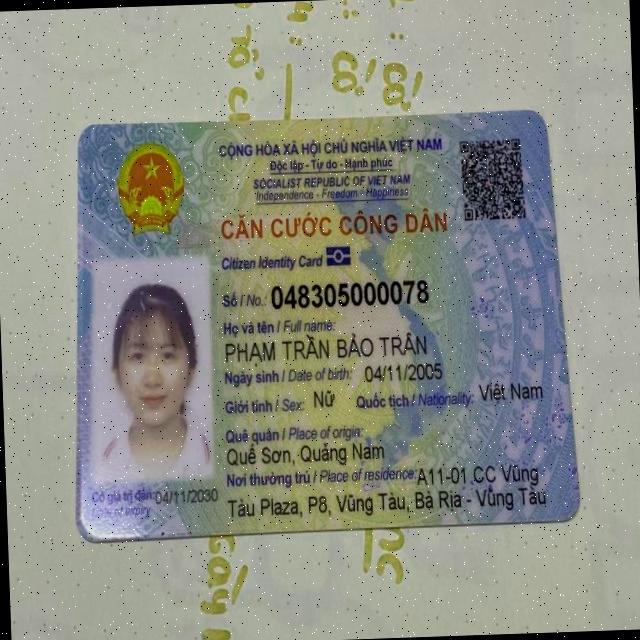 CỘNG HÒA XÃ HỘI CHỦ NGHĨA VIỆT NAM
Độc lập - Tự do - Hạnh phúc
SOCIALIST REPUBLIC OF VIET NAM
Independence - Freedom - Happiness
CĂN CƯỚC CÔNG DÂN
Citizen Identity Card
Số / No.: 048305000078
Họ và tên / Full name:
PHẠM TRẦN BẢO TRÂN
Ngày sinh / Date of birth: 04/11/2005
Giới tính / Sex: Nữ Quốc tịch / Nationality: Việt Nam
Quê quán / Place of origin:
Quế Sơn, Quảng Nam
Nơi thường trú / Place of residence: A11-01 CC Vũng
Tàu Plaza, P8, Vũng Tàu, Bà Rịa - Vũng Tàu
Có giá trị đến: 04/11/2030
Date of expiry